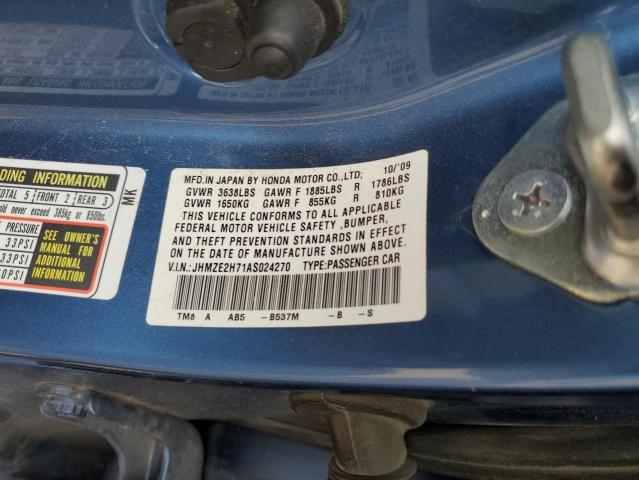 DING INFORMATION
TOTAL 5 FRONT 2 REAR 3
ould never exceed 385kg or 850lbs.
PRESSURE
33PSI
33PSI
60PSI
SEE OWNER'S
MANUAL FOR
ADDITIONAL
INFORMATION
MK
MFD.IN JAPAN BY HONDA MOTOR CO.,LTD; 10/'09
GVWR 3638LBS GAWR F 1885LBS R 1786LBS
GVWR 1650KG GAWR F 855KG R 810KG
THIS VEHICLE CONFORMS TO ALL APPLICABLE
FEDERAL MOTOR VEHICLE SAFETY ,BUMPER,
AND THEFT PREVENTION STANDARDS IN EFFECT
ON THE DATE OF MANUFACTURE SHOWN ABOVE.
V.I.N.:JHMZE2H71AS024270 TYPE:PASSENGER CAR
TM8 A AB5 -B537M -B -S